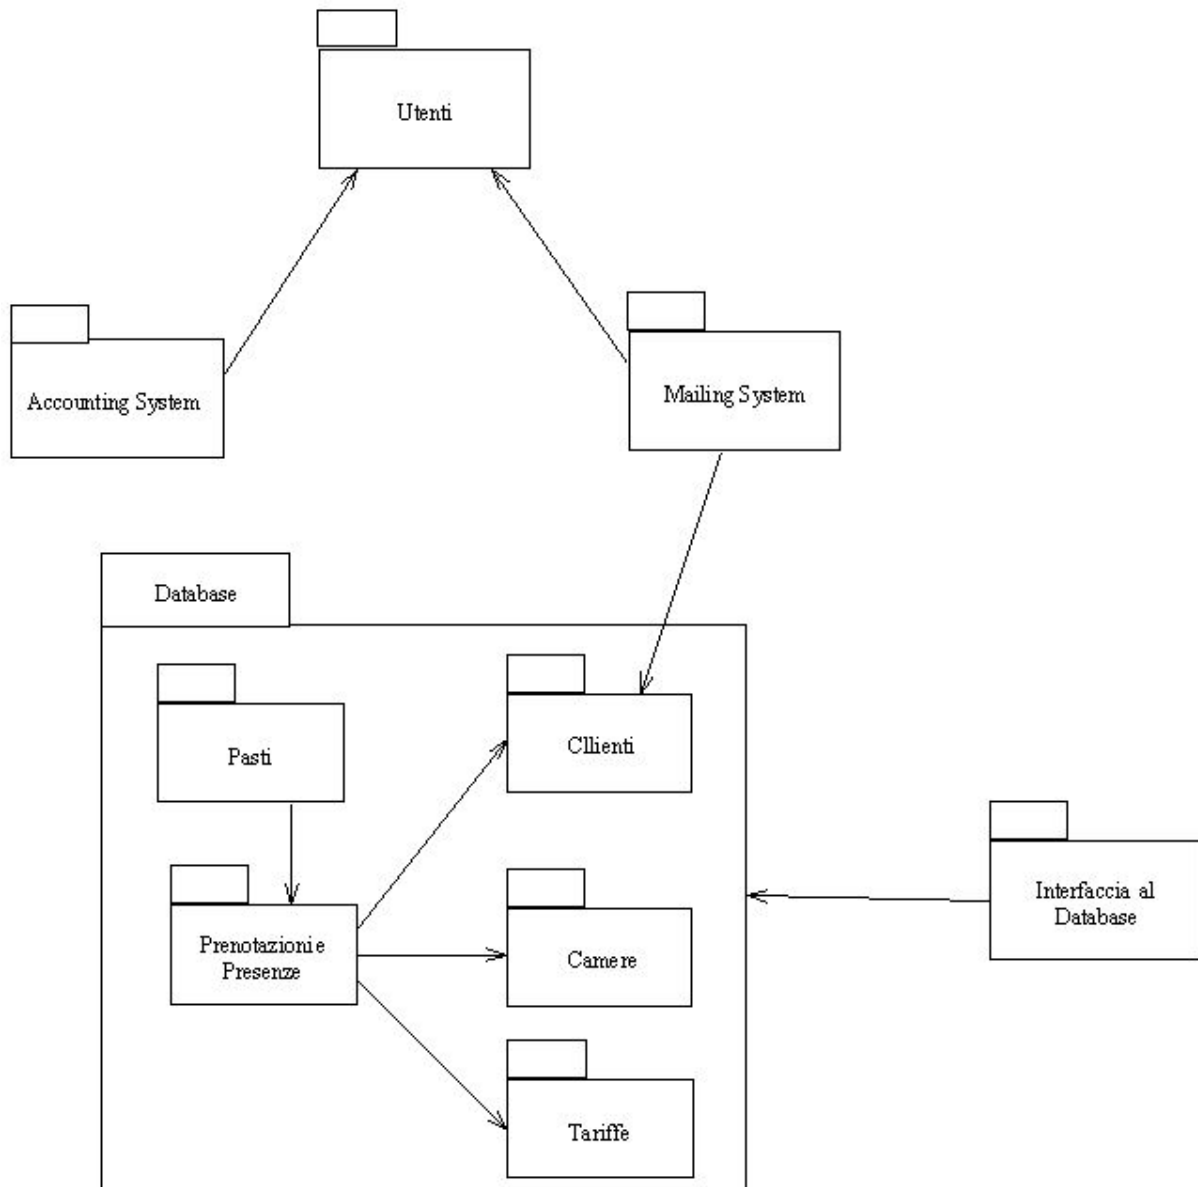 Utenti
Accounting System
Mailing System
Database
Pasti
Cllienti
Prenotazioni e
Presenze
Camere
Tariffe
Interfaccia al
Database